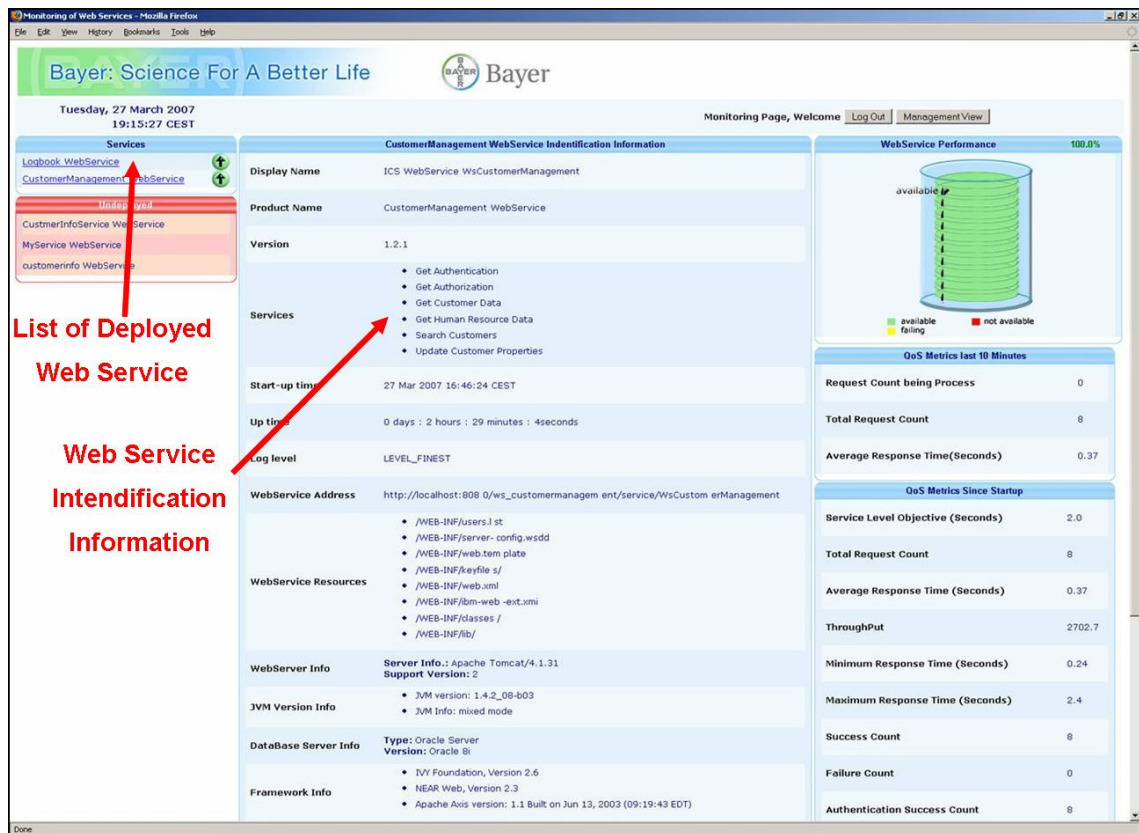 Monitoring of Web Services - Mozilla Firefox
File Edit View History Bookmarks Tools Help
Bayer: Science For A Better Life
BAYER
BAYER
Bayer
Tuesday, 27 March 2007
19:15:27 CEST
Monitoring Page, Welcome Log Out Management View
Services
Logbook WebService
CustomerManagement WebService
Undeployed
CustmerInfoService WebService
MyService WebService
customerinfo WebService
List of Deployed
Web Service
Web Service
Intendification
Information
CustomerManagement WebService Indentification Information
Display Name ICS WebService WsCustomerManagement
Product Name CustomerManagement WebService
Version 1.2.1
Services
Get Authentication
Get Authorization
Get Customer Data
Get Human Resource Data
Search Customers
Update Customer Properties
Start-up time 27 Mar 2007 16:46:24 CEST
Up time 0 days : 2 hours : 29 minutes : 4seconds
Log level LEVEL_FINEST
WebService Address http://localhost:808 0/ws_customermanagem ent/service/WsCustom erManagement
WebService Resources
/WEB-INF/users.l st
/WEB-INF/server- config.wsdd
/WEB-INF/web.tem plate
/WEB-INF/keyfile s/
/WEB-INF/web.xml
/WEB-INF/ibm-web -ext.xmi
/WEB-INF/classes /
/WEB-INF/lib/
WebServer Info Server Info.: Apache Tomcat/4.1.31
Support Version: 2
JVM Version Info
JVM version: 1.4.2_08-b03
JVM Info: mixed mode
DataBase Server Info Type: Oracle Server
Version: Oracle 8i
Framework Info
IVY Foundation, Version 2.6
NEAR Web, Version 2.3
Apache Axis version: 1.1 Built on Jun 13, 2003 (09:19:43 EDT)
WebService Performance 100.0%
available
available not available
failing
QoS Metrics last 10 Minutes
Request Count being Process 0
Total Request Count 8
Average Response Time(Seconds) 0.37
QoS Metrics Since Startup
Service Level Objective (Seconds) 2.0
Total Request Count 8
Average Response Time (Seconds) 0.37
ThroughPut 2702.7
Minimum Response Time (Seconds) 0.24
Maximum Response Time (Seconds) 2.4
Success Count 8
Failure Count 0
Authentication Success Count 8
Done